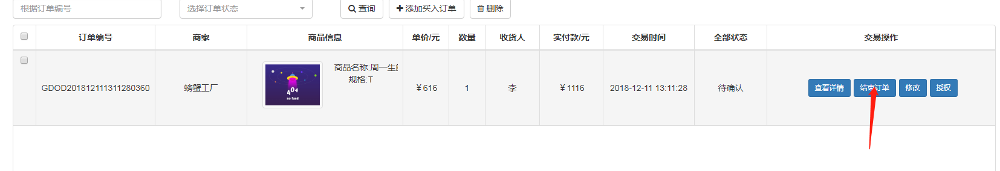 根据订单编号
选择订单状态
查询
添加买入订单
删除
订单编号
商家
商品信息
单价/元
数量
收货人
实付款/元
交易时间
全部状态
交易操作
GDOD201812111311280360
螃蟹工厂
404
no fand
商品名称:周一生
规格:T
￥616
1
李
￥1116
2018-12-11 13:11:28
待确认
查看详情
结束订单
修改
授权